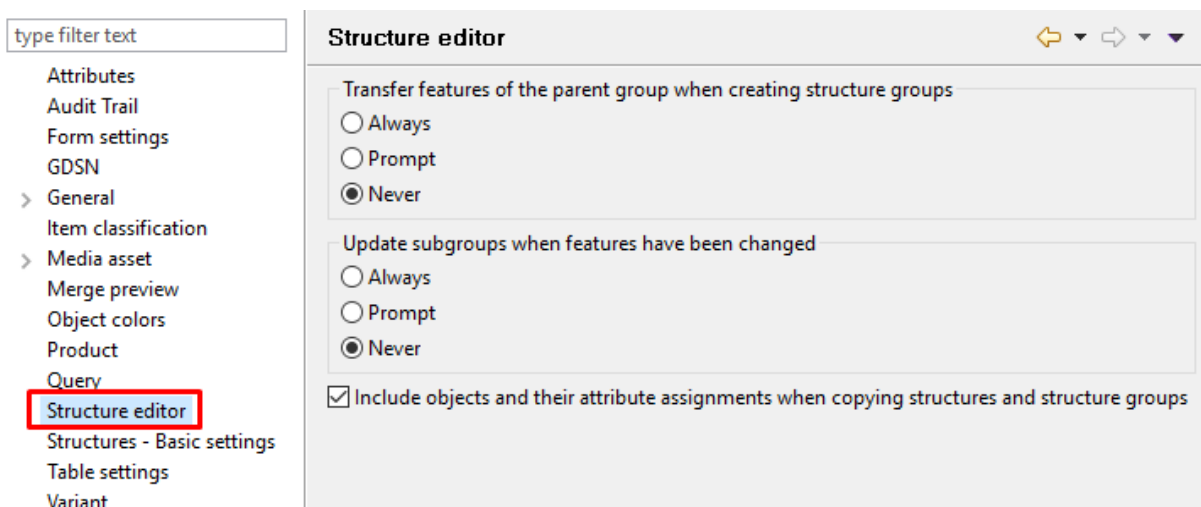 type filter text
Attributes
Audit Trail
Form settings
GDSN
General
Item classification
Media asset
Merge preview
Object colors
Product
Query
Structure editor
Structures - Basic settings
Table settings
Variant
Structure editor
Transfer features of the parent group when creating structure groups
Always
Prompt
Never
Update subgroups when features have been changed
Always
Prompt
Never
Include objects and their attribute assignments when copying structures and structure groups